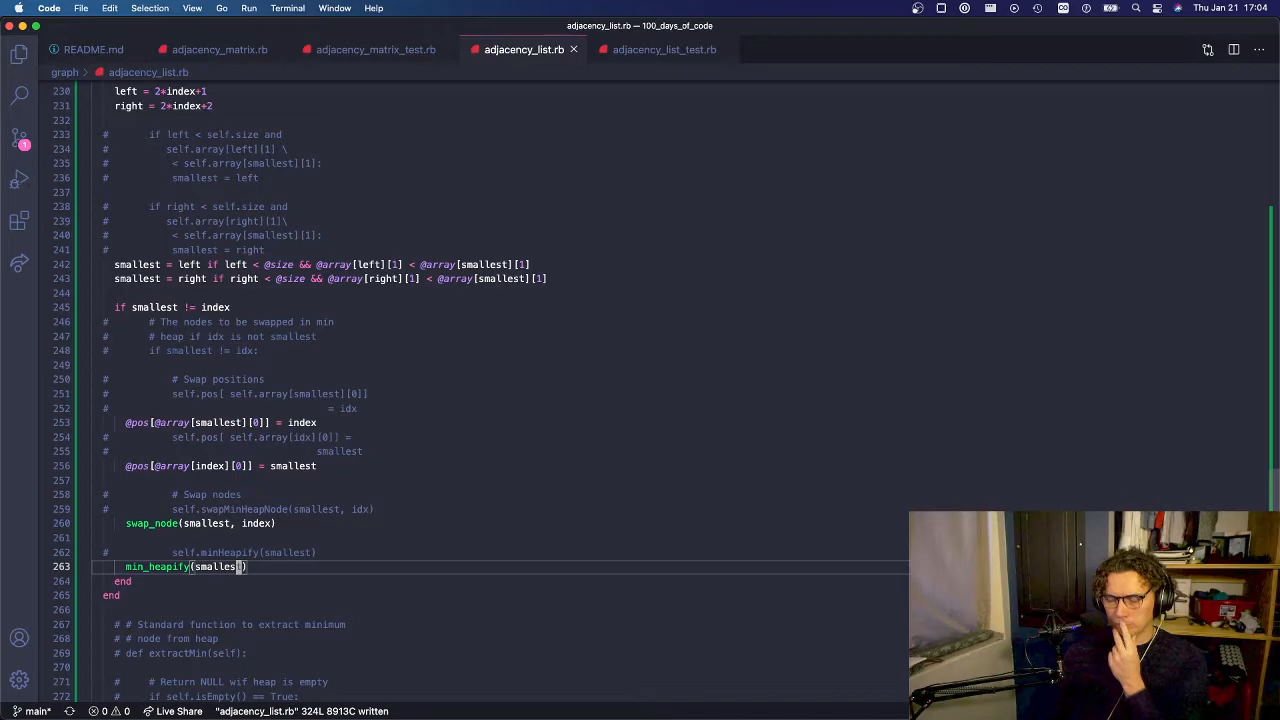 Code File Edit Selection View Go Run Terminal Window Help Thu Jan 21 17:04
adjacency_list.rb — 100_days_of_code
README.md adjacency_matrix.rb adjacency_matrix_test.rb adjacency_list.rb adjacency_list_test.rb
graph > adjacency_list.rb
230 left = 2*index+1
231 right = 2*index+2
232
233 # if left < self.size and
234 # self.array[left][1] \
235 # < self.array[smallest][1]:
236 # smallest = left
237
238 # if right < self.size and
239 # self.array[right][1]\
240 # < self.array[smallest][1]:
241 # smallest = right
242 smallest = left if left < @size && @array[left][1] < @array[smallest][1]
243 smallest = right if right < @size && @array[right][1] < @array[smallest][1]
244
245 if smallest != index
246 # # The nodes to be swapped in min
247 # # heap if idx is not smallest
248 # if smallest != idx:
249
250 # # Swap positions
251 # self.pos[ self.array[smallest][0]]
252 # = idx
253 @pos[@array[smallest][0]] = index
254 # self.pos[ self.array[idx][0]] =
255 # smallest
256 @pos[@array[index][0]] = smallest
257
258 # # Swap nodes
259 # self.swapMinHeapNode(smallest, idx)
260 swap_node(smallest, index)
261
262 # self.minHeapify(smallest)
263 min_heapify(smallest)
264 end
265 end
266
267 # # Standard function to extract minimum
268 # # node from heap
269 # def extractMin(self):
270
271 # # Return NULL wif heap is empty
272 # if self.isEmpty() == True:
main* 0 0 Live Share "adjacency_list.rb" 324L 8913C written